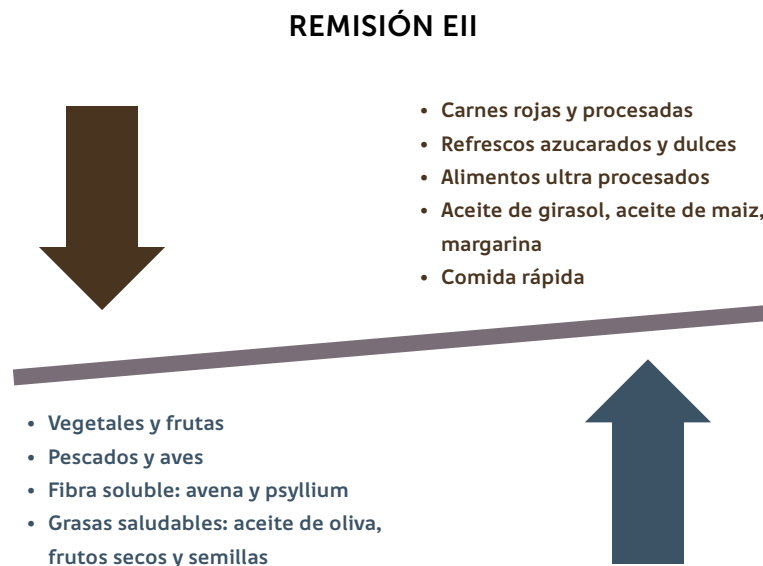 REMISIÓN EII
• Carnes rojas y procesadas
• Refrescos azucarados y dulces
• Alimentos ultra procesados
• Aceite de girasol, aceite de maiz,
margarina
• Comida rápida
• Vegetales y frutas
• Pescados y aves
• Fibra soluble: avena y psyllium
• Grasas saludables: aceite de oliva,
frutos secos y semillas